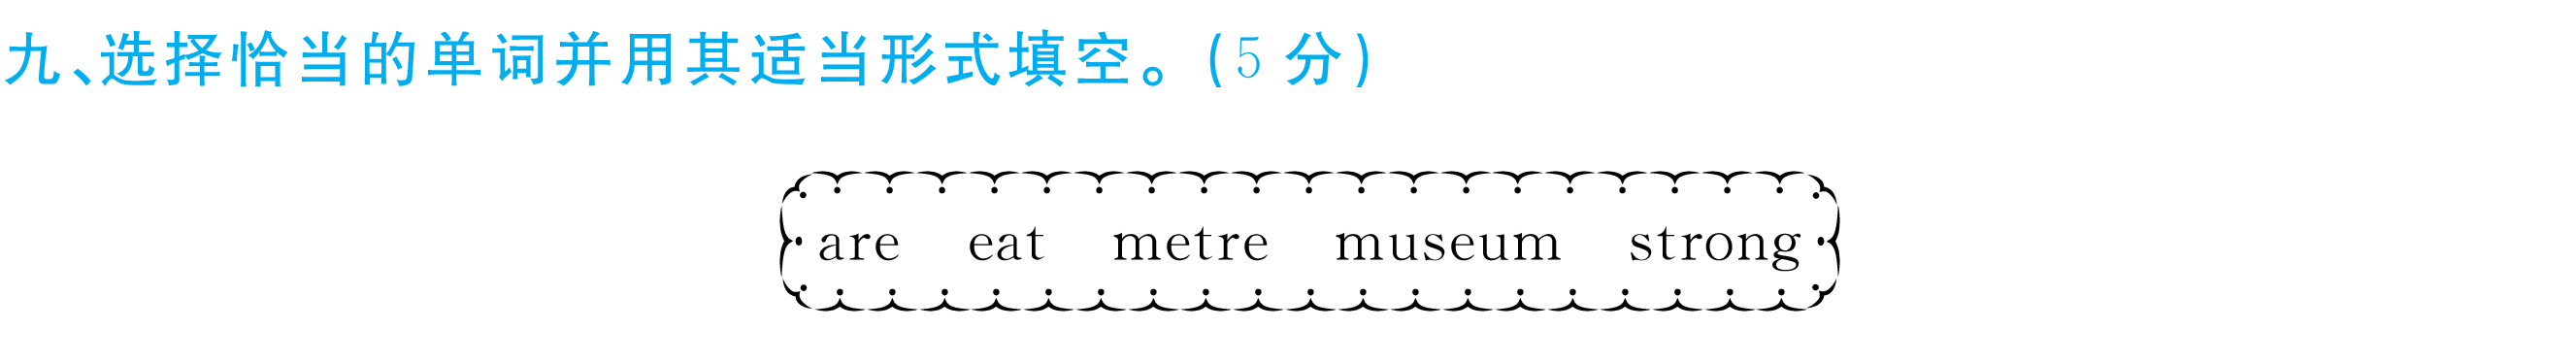 九、选择恰当的单词并用其适当形式填空。(5 分)
are eat metre museum strong